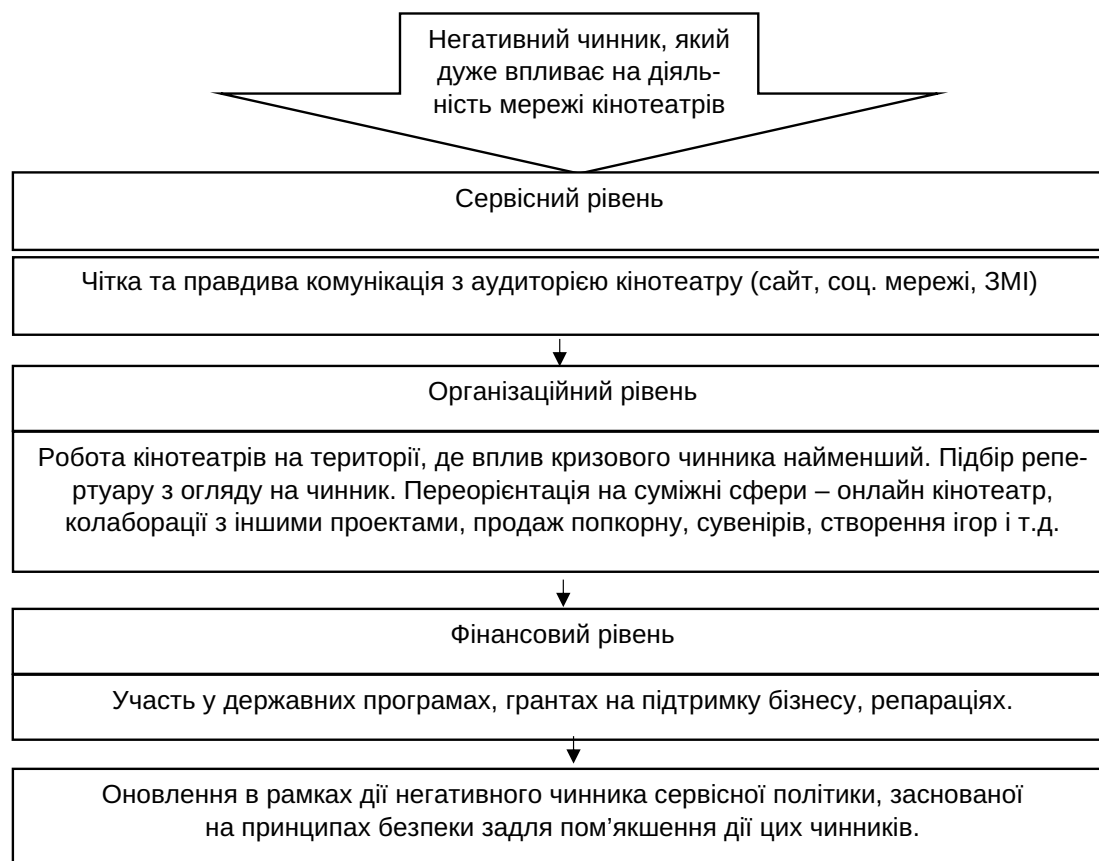 Негативний чинник, який
дуже впливає на діяль-
ність мережі кінотеатрів
Сервісний рівень
Чітка та правдива комунікація з аудиторією кінотеатру (сайт, соц. мережі, ЗМІ)
Організаційний рівень
Робота кінотеатрів на території, де вплив кризового чинника найменший. Підбір репе-
ртуару з огляду на чинник. Переорієнтація на суміжні сфери – онлайн кінотеатр,
колаборації з іншими проектами, продаж попкорну, сувенірів, створення ігор і т.д.
Фінансовий рівень
Участь у державних програмах, грантах на підтримку бізнесу, репараціях.
Оновлення в рамках дії негативного чинника сервісної політики, заснованої
на принципах безпеки задля пом’якшення дії цих чинників.